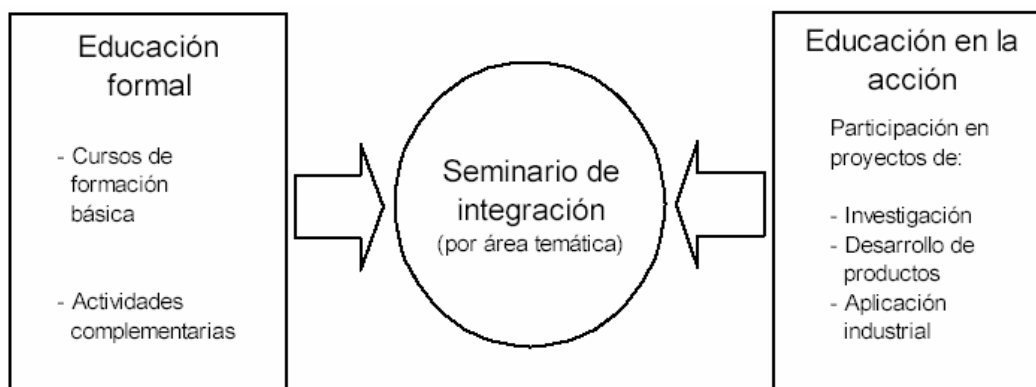 Educación
formal
- Cursos de
formación
básica
- Actividades
complementarias
Seminario de
integración
(por área temática)
Educación en la
acción
Participación en
proyectos de:
- Investigación
- Desarrollo de
productos
- Aplicación
industrial